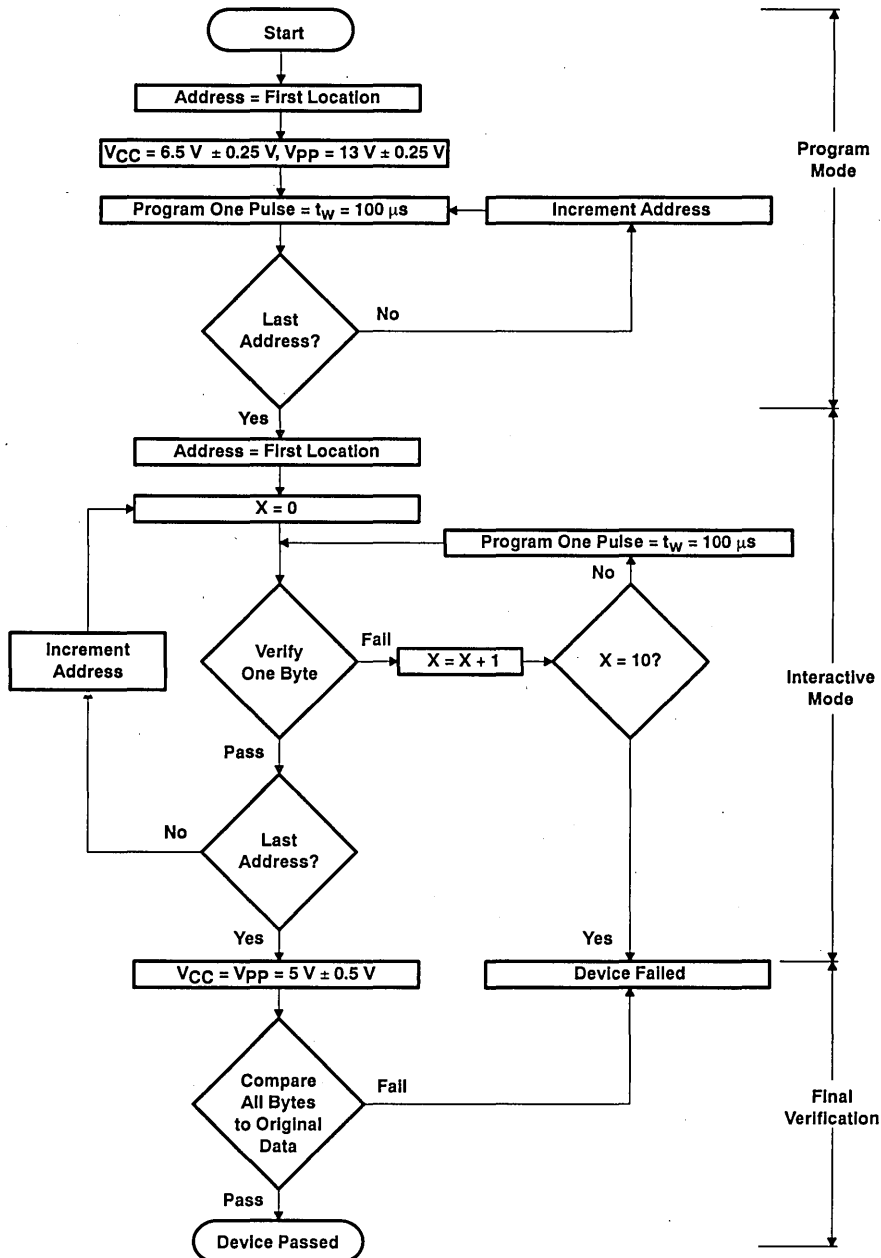 Start
Address = First Location
VCC = 6.5 V ± 0.25 V, VPP = 13 V ± 0.25 V
Program
Mode
Program One Pulse = tw = 100 μs
Increment Address
Last
Address?
No
Yes
Address = First Location
X = 0
Program One Pulse = tw = 100 μs
No
Increment
Address
Verify
One Byte
Fail
X = X + 1
X = 10?
Interactive
Mode
Pass
No
Last
Address?
Yes
Yes
VCC = VPP = 5 V ± 0.5 V
Device Failed
Compare
All Bytes
to Original
Data
Fail
Final
Verification
Pass
Device Passed